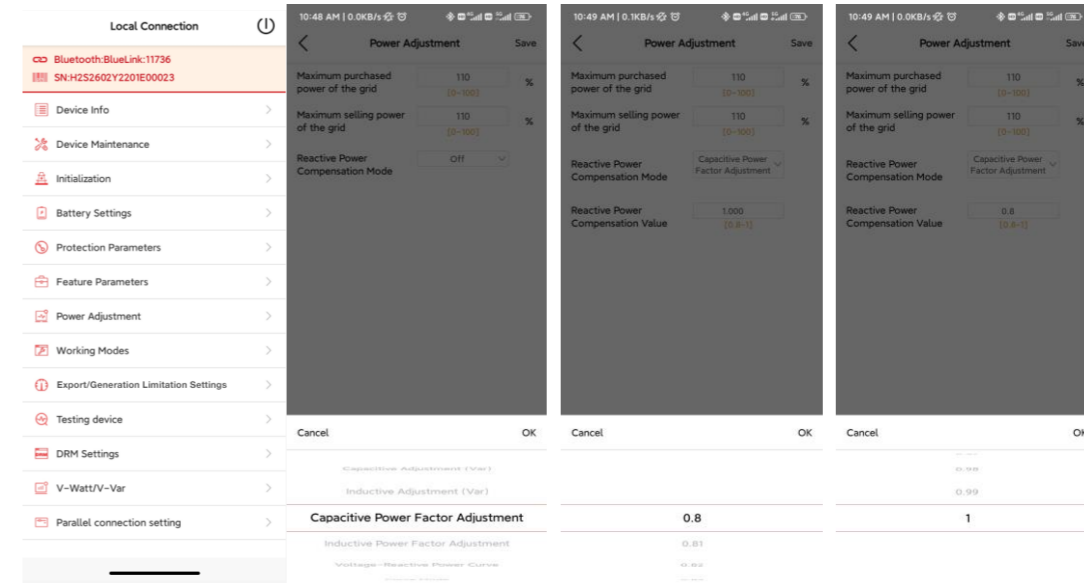 Local Connection
Bluetooth:BlueLink:11736
SN:H2S2602Y2201E00023
Device Info
Device Maintenance
Initialization
Battery Settings
Protection Parameters
Feature Parameters
Power Adjustment
Working Modes
Export/Generation Limitation Settings
Testing device
DRM Settings
V-Watt/V-Var
Parallel connection setting
10:48 AM | 0.0KB/s
Power Adjustment
Save
Maximum purchased
power of the grid
110
%
[0~100]
Maximum selling power
of the grid
110
%
[0~100]
Reactive Power
Compensation Mode
Off
Cancel
OK
Capacitive Adjustment (Var)
Inductive Adjustment (Var)
Capacitive Power Factor Adjustment
Inductive Power Factor Adjustment
Voltage-Reactive Power Curve
10:49 AM | 0.1KB/s
Power Adjustment
Save
Maximum purchased
power of the grid
110
%
[0~100]
Maximum selling power
of the grid
110
%
[0~100]
Reactive Power
Compensation Mode
Capacitive Power
Factor Adjustment
Reactive Power
Compensation Value
1.000
[0.8~1]
Cancel
OK
0.8
0.81
0.82
10:49 AM | 0.0KB/s
Power Adjustment
Save
Maximum purchased
power of the grid
110
%
[0~100]
Maximum selling power
of the grid
110
%
[0~100]
Reactive Power
Compensation Mode
Capacitive Power
Factor Adjustment
Reactive Power
Compensation Value
0.8
[0.8~1]
Cancel
OK
0.98
0.99
1